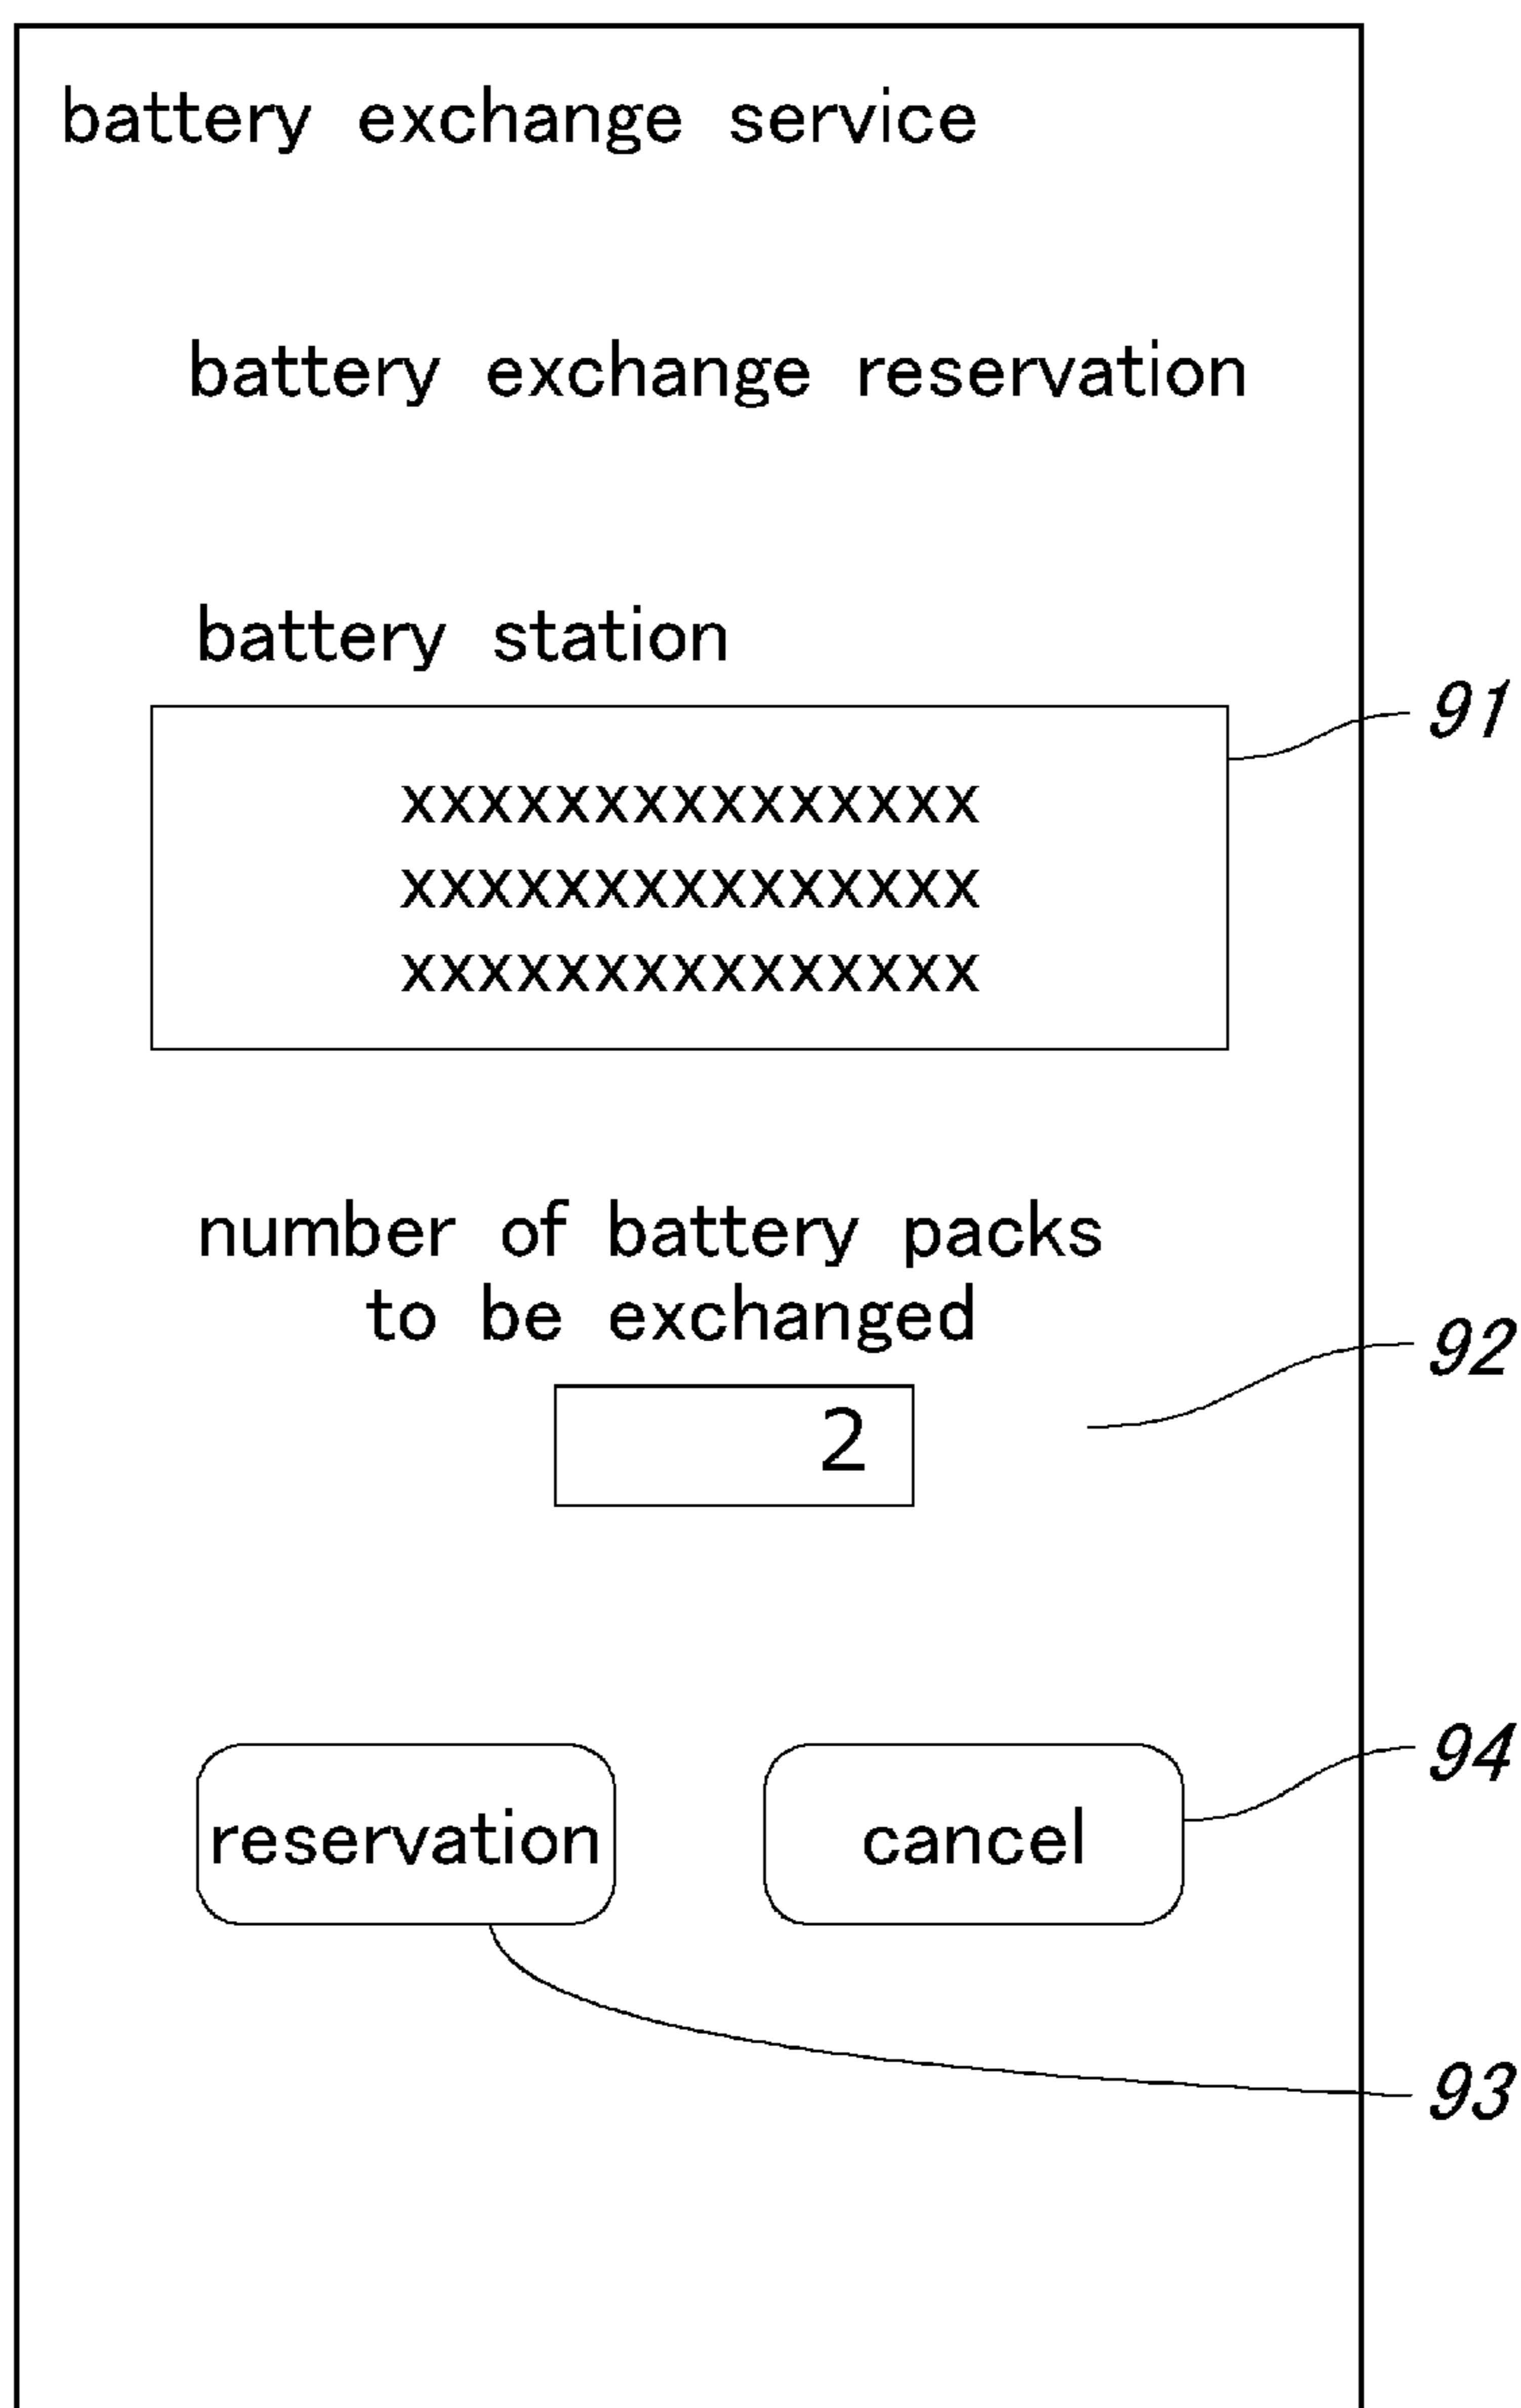 battery exchange service
battery exchange reservation
battery station
91
xxxxxxxxxxxxxxx
xxxxxxxxxxxxxxx
xxxxxxxxxxxxxxx
number of battery packs
to be exchanged
92
2
94
reservation cancel
93